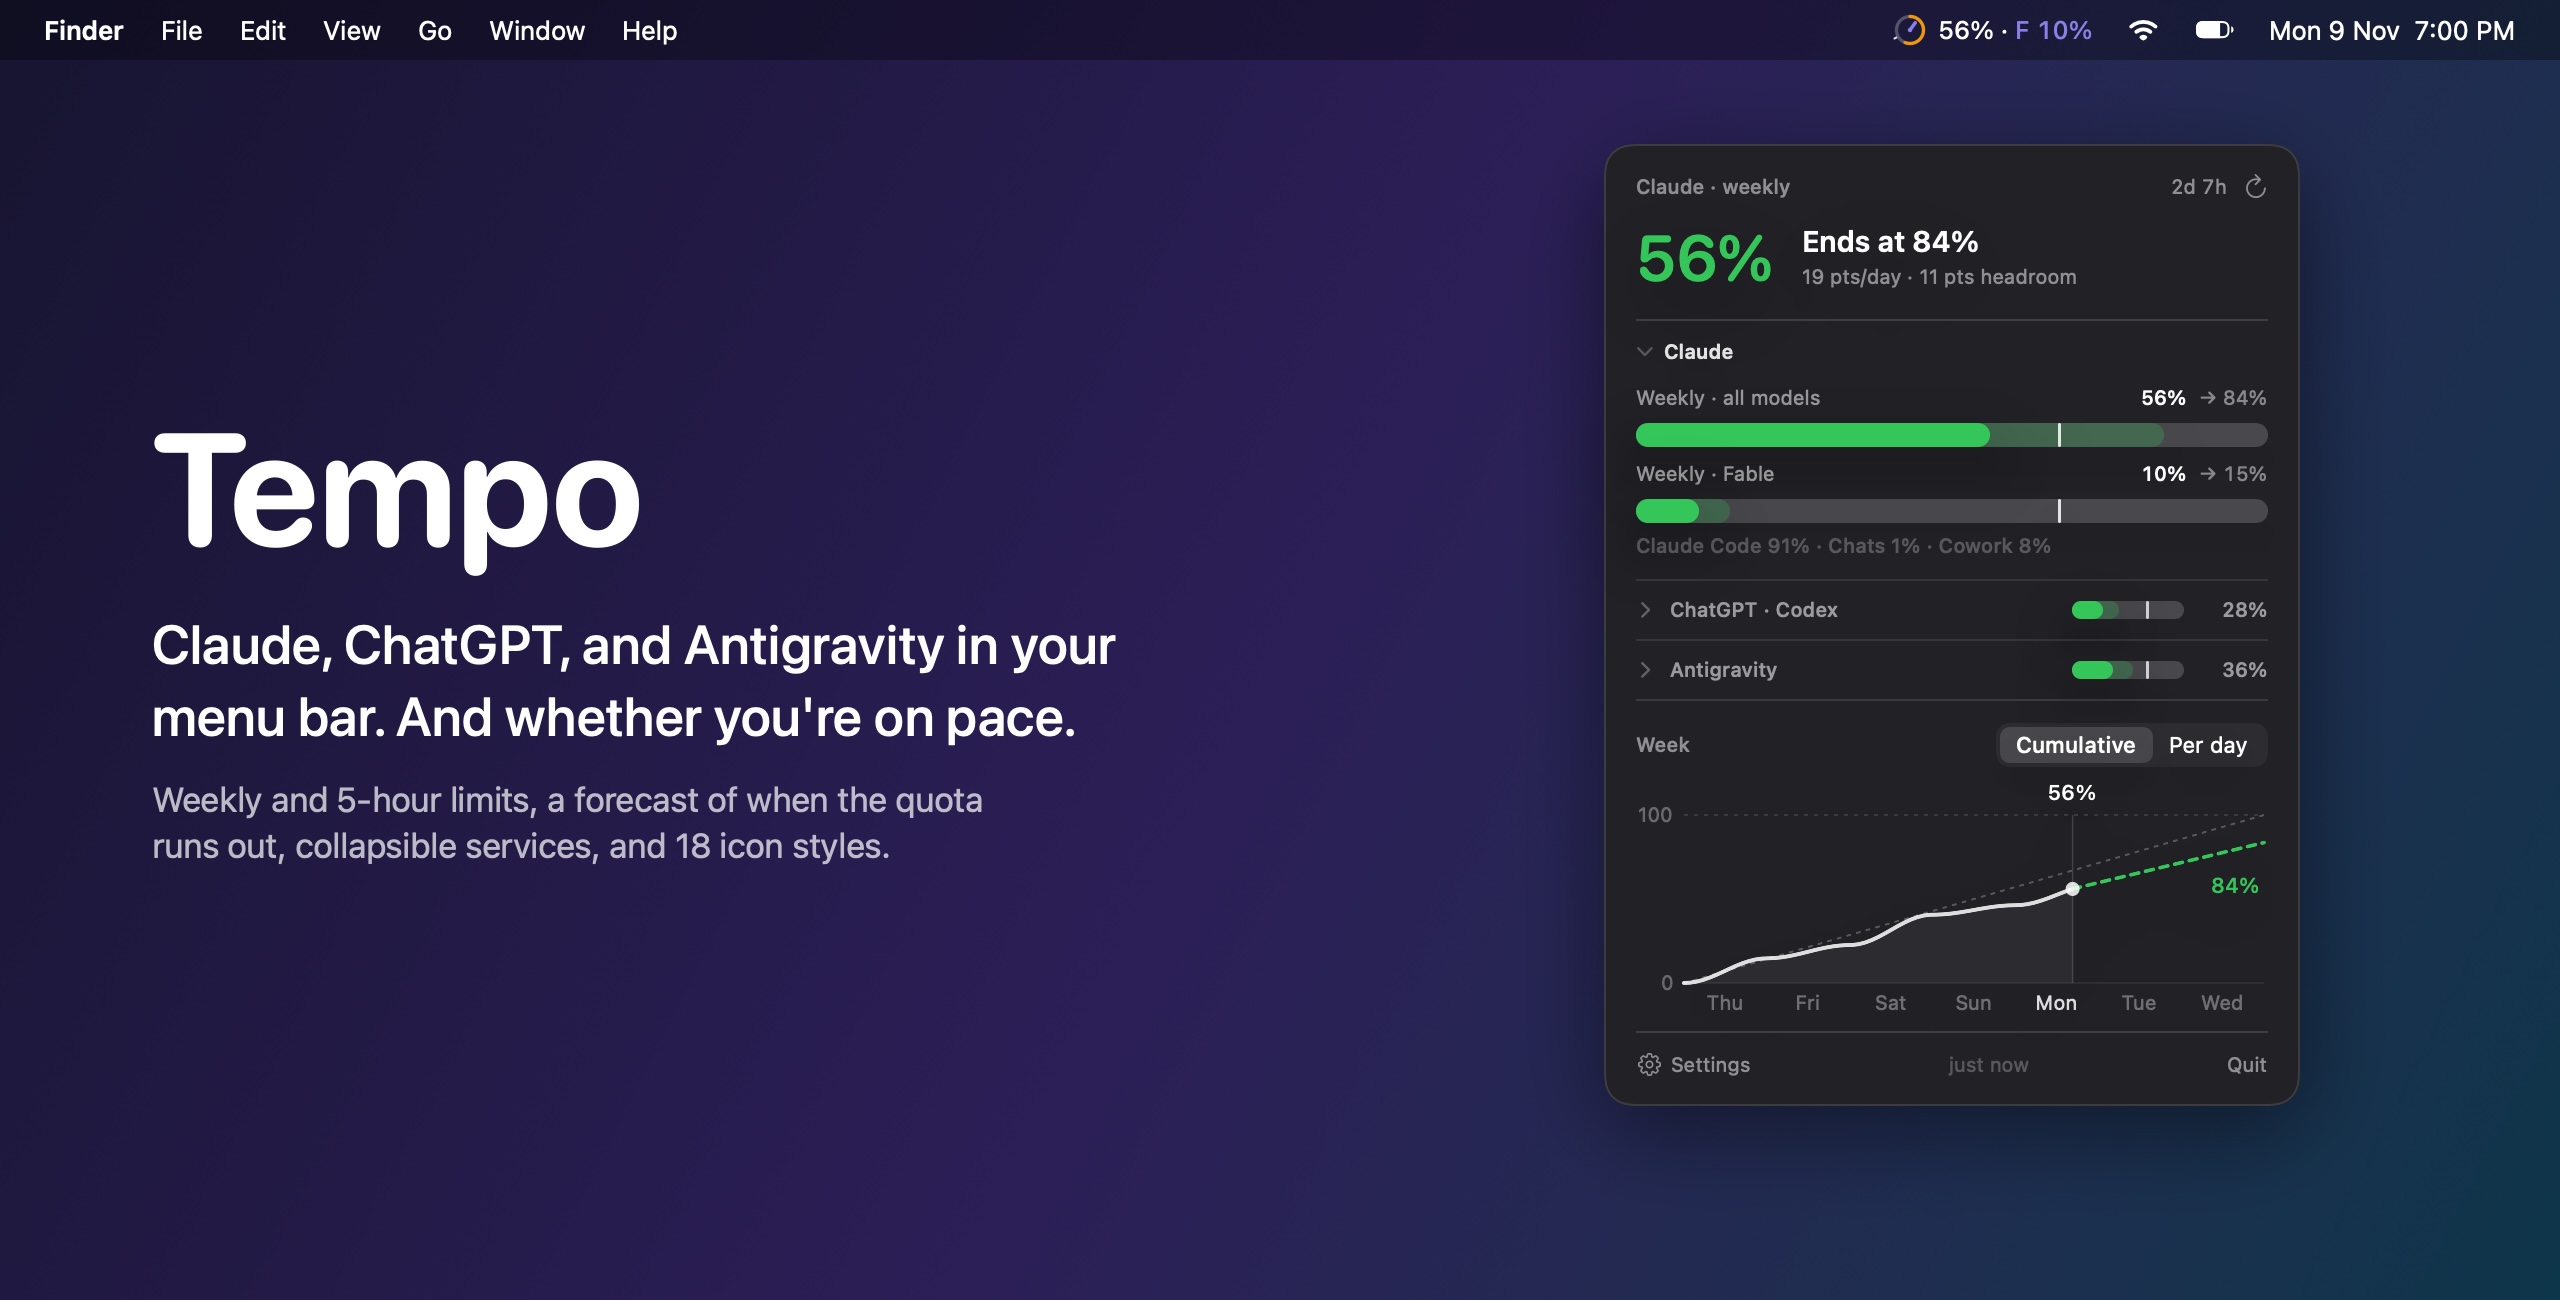 Finder File Edit View Go Window Help 56% · F 10% Mon 9 Nov 7:00 PM
Tempo
Claude, ChatGPT, and Antigravity in your
menu bar. And whether you're on pace.
Weekly and 5-hour limits, a forecast of when the quota
runs out, collapsible services, and 18 icon styles.
Claude · weekly 2d 7h
56%
Ends at 84%
19 pts/day · 11 pts headroom
Claude
Weekly · all models 56% → 84%
Weekly · Fable 10% → 15%
Claude Code 91% · Chats 1% · Cowork 8%
ChatGPT · Codex 28%
Antigravity 36%
Week Cumulative Per day
56%
100
84%
0
Thu Fri Sat Sun Mon Tue Wed
Settings just now Quit